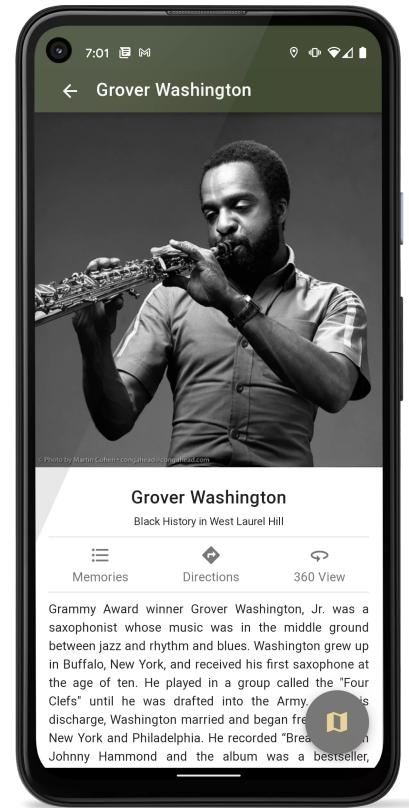 7:01
Grover Washington
© Photo by Martin Cohen • congahead@congahead.com
Grover Washington
Black History in West Laurel Hill
Memories Directions 360 View
Grammy Award winner Grover Washington, Jr. was a
saxophonist whose music was in the middle ground
between jazz and rhythm and blues. Washington grew up
in Buffalo, New York, and received his first saxophone at
the age of ten. He played in a group called the "Four
Clefs" until he was drafted into the Army.
discharge, Washington married and began
New York and Philadelphia. He recorded
Johnny Hammond and the album was a bestseller,